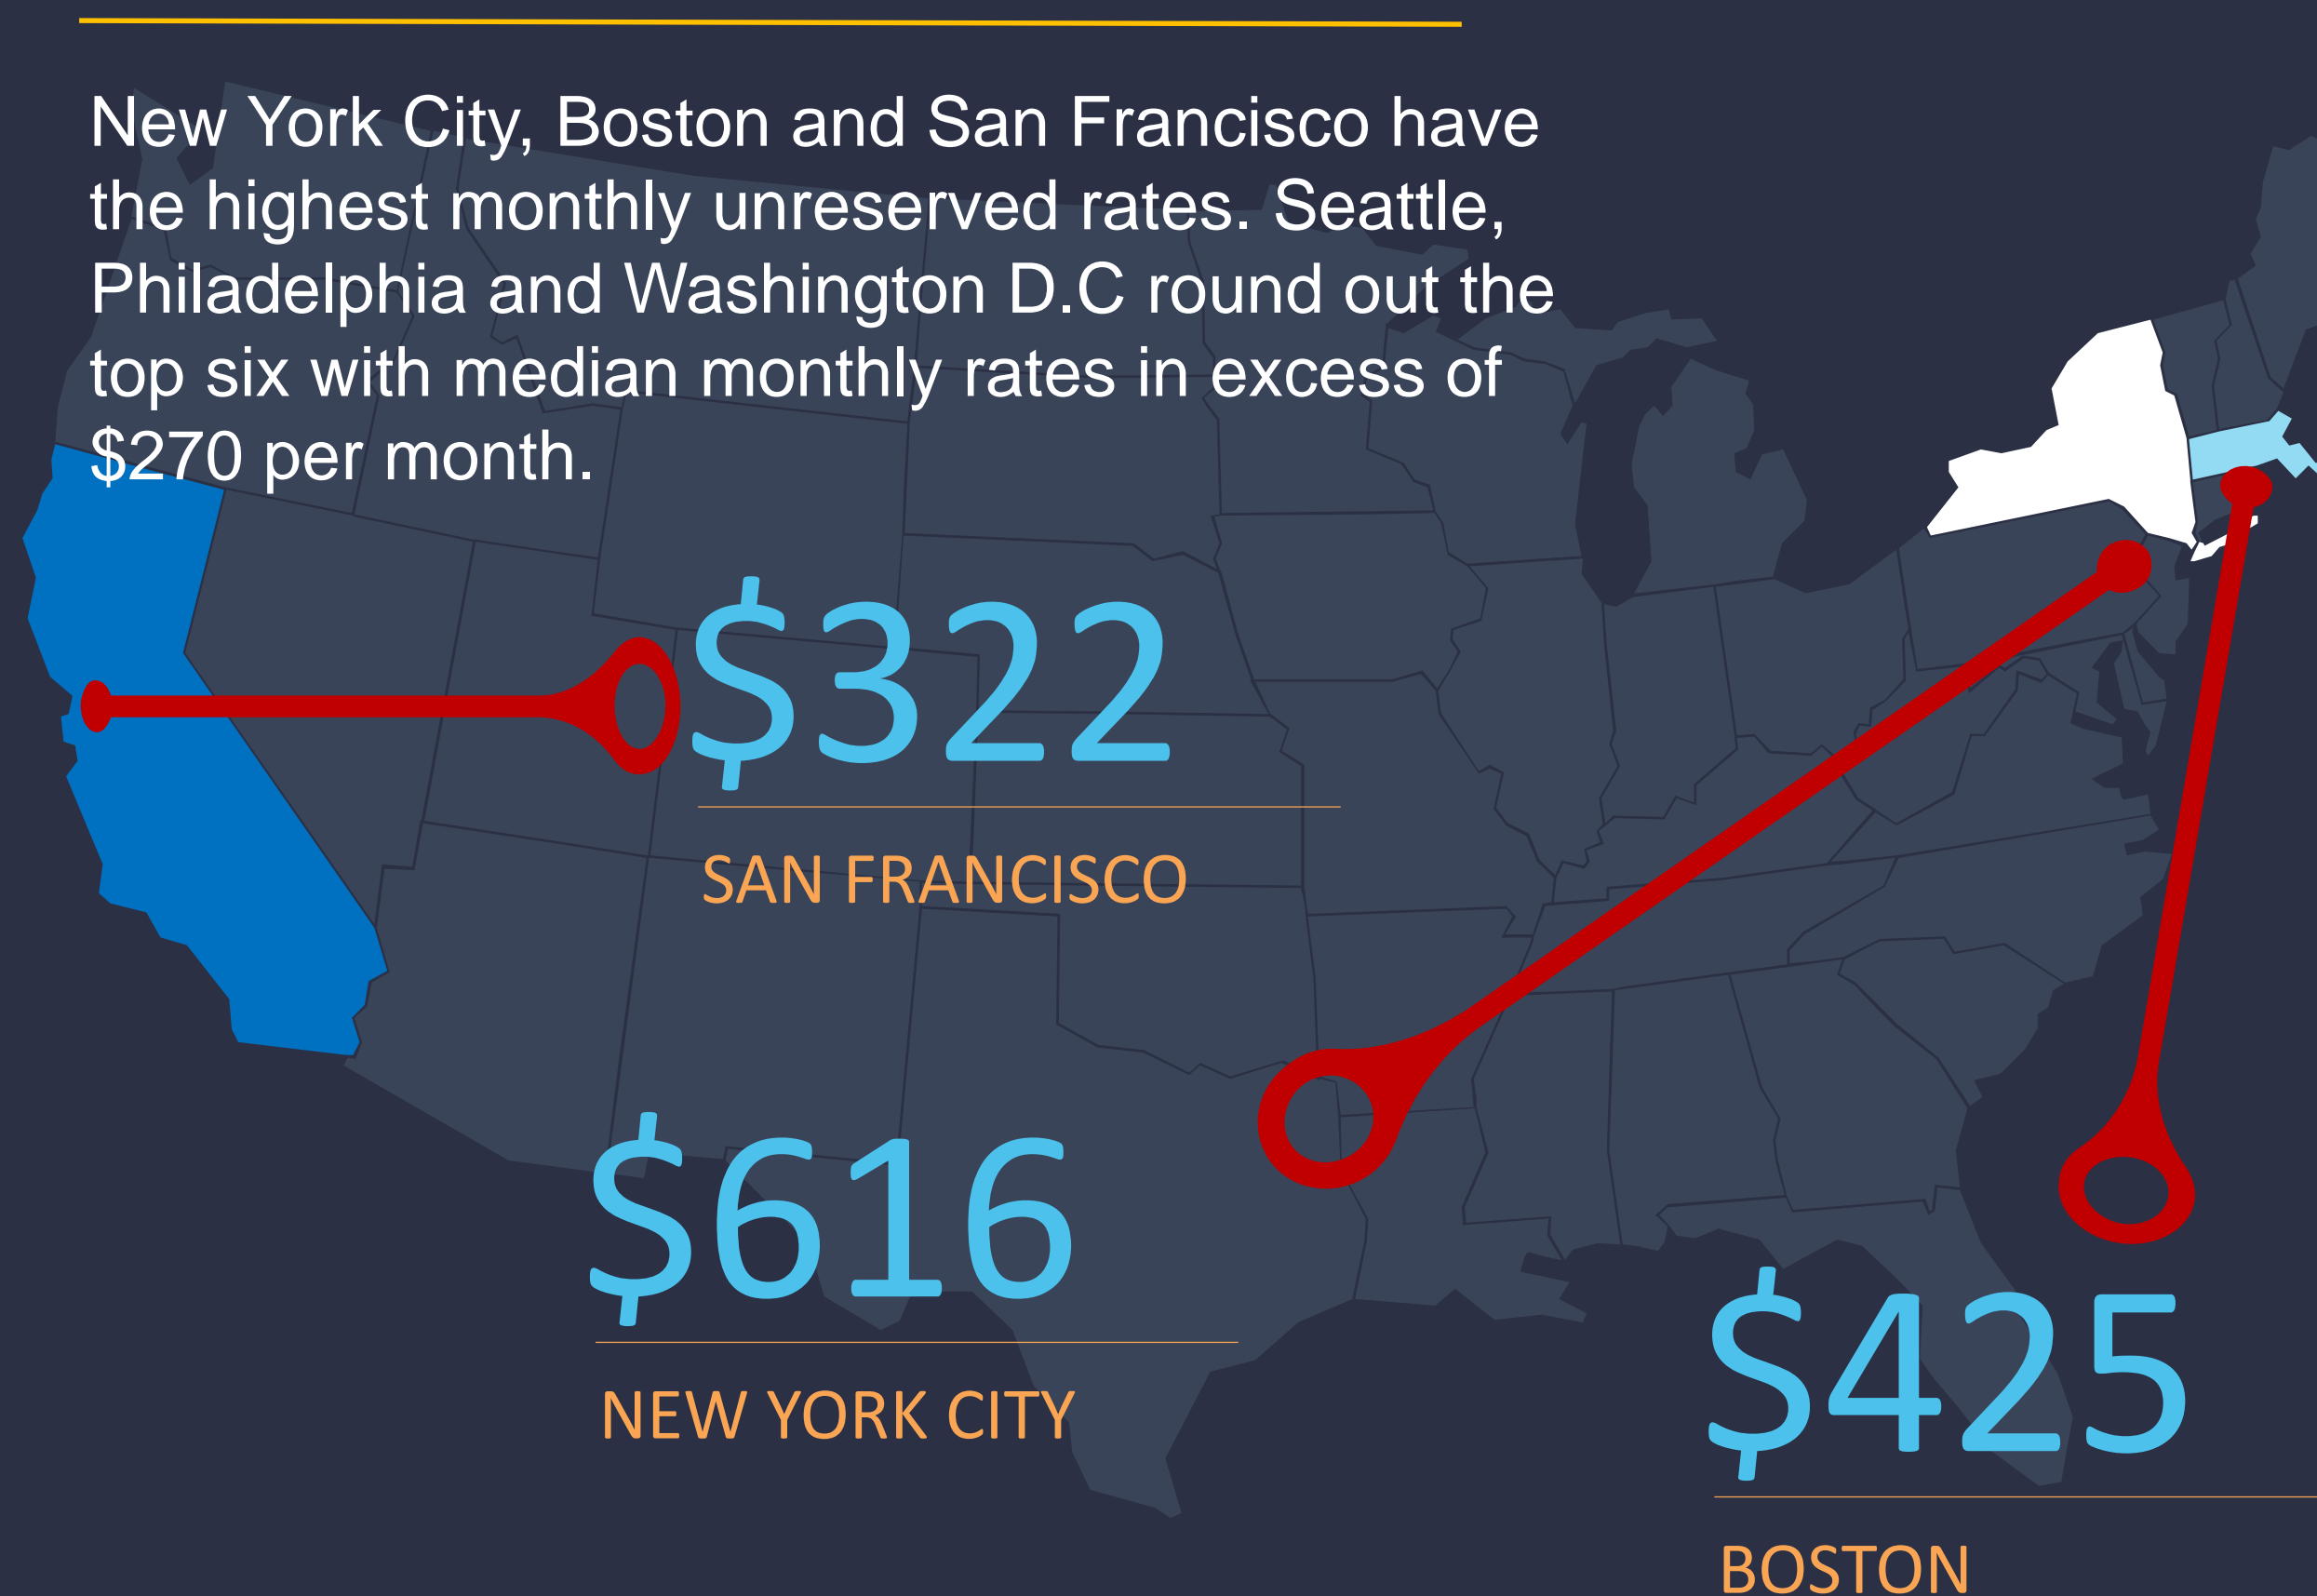 New York City, Boston and San Francisco have
the highest monthly unreserved rates. Seattle,
Philadelphia and Washington D.C round out the
top six with median monthly rates in excess of
$270 per month.
$322
SAN FRANCISCO
$616
NEW YORK CITY
$425
BOSTON